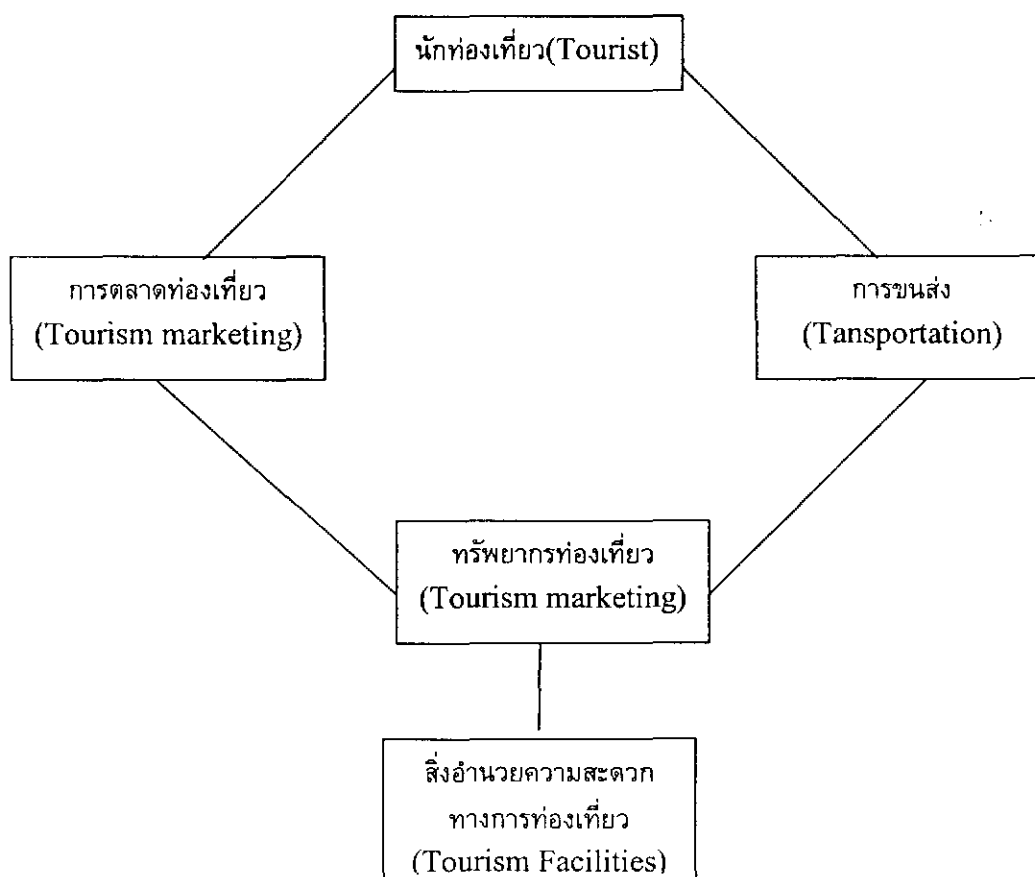 นักท่องเที่ยว(Tourist)
การตลาดท่องเที่ยว
(Tourism marketing)
การขนส่ง
(Tansportation)
ทรัพยากรท่องเที่ยว
(Tourism marketing)
สิ่งอำนวยความสะดวก
ทางการท่องเที่ยว
(Tourism Facilities)